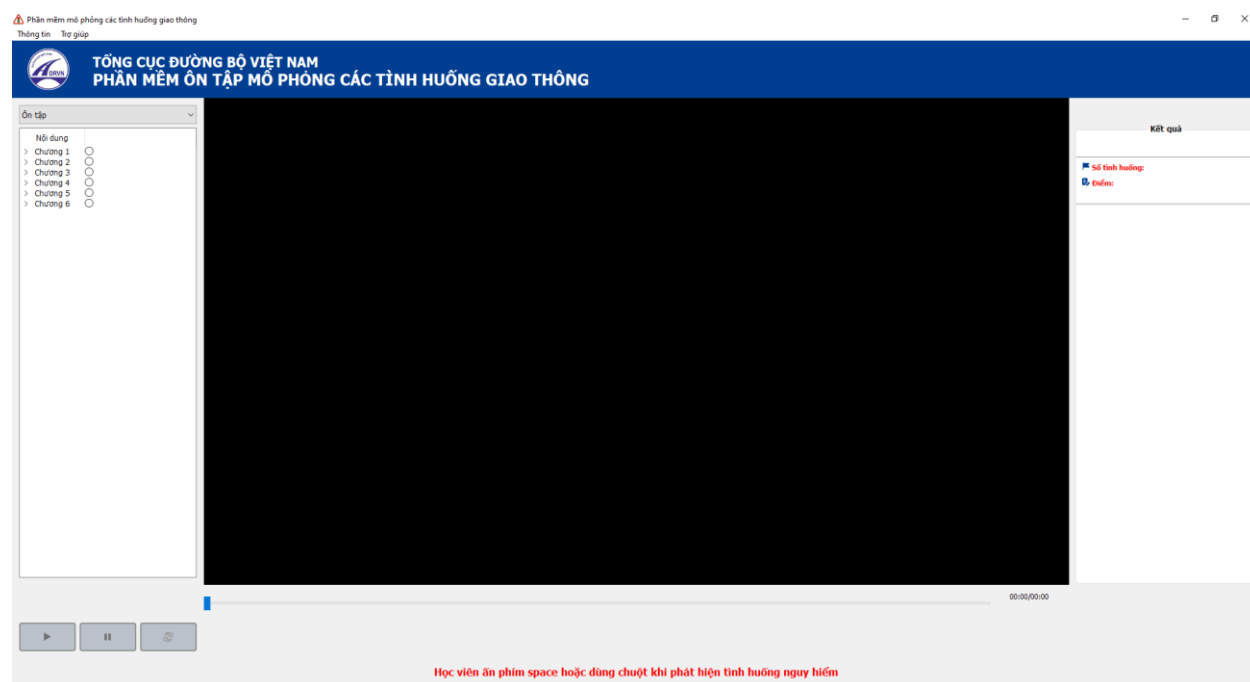 Phần mềm mô phỏng các tình huống giao thông
Thông tin Trợ giúp
DRVN
TỔNG CỤC ĐƯỜNG BỘ VIỆT NAM
PHẦN MỀM ÔN TẬP MÔ PHỎNG CÁC TÌNH HUỐNG GIAO THÔNG
Ôn tập
Nội dung
Chương 1
Chương 2
Chương 3
Chương 4
Chương 5
Chương 6
Kết quả
Số tình huống:
Điểm:
00:00/00:00
Học viên ấn phím space hoặc dùng chuột khi phát hiện tình huống nguy hiểm